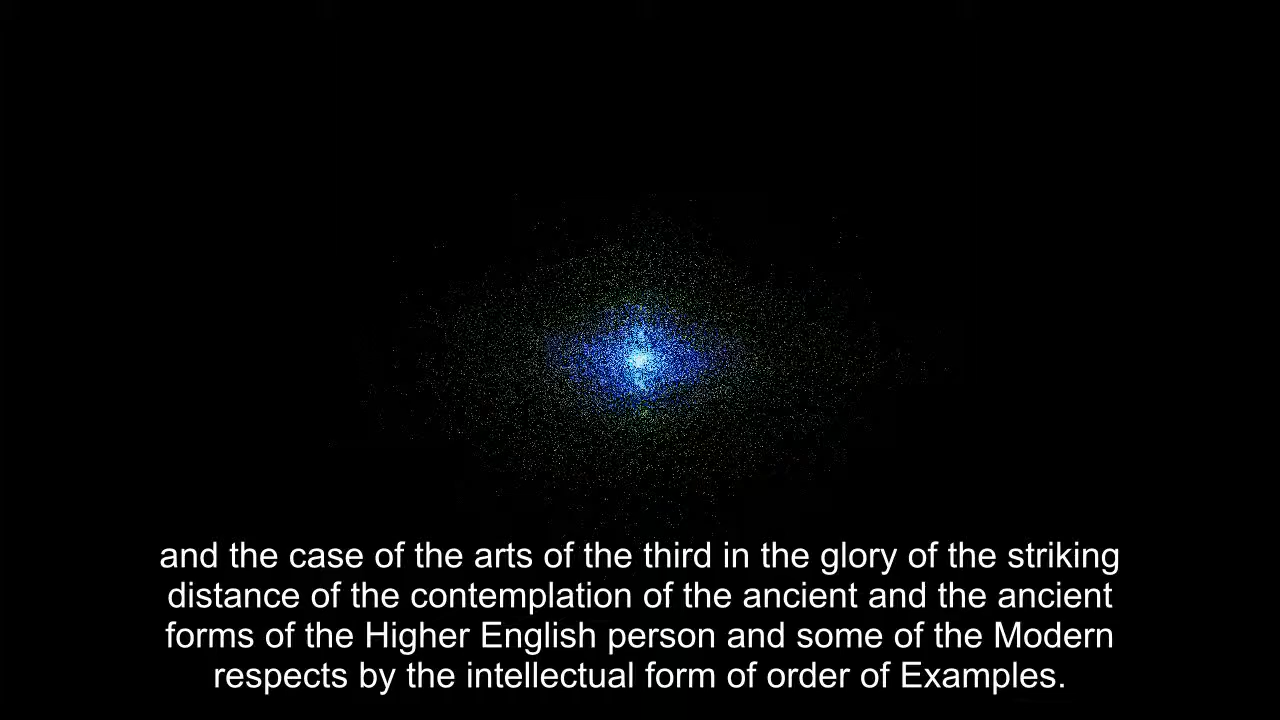 and the case of the arts of the third in the glory of the striking
distance of the contemplation of the ancient and the ancient
forms of the Higher English person and some of the Modern
respects by the intellectual form of order of Examples.